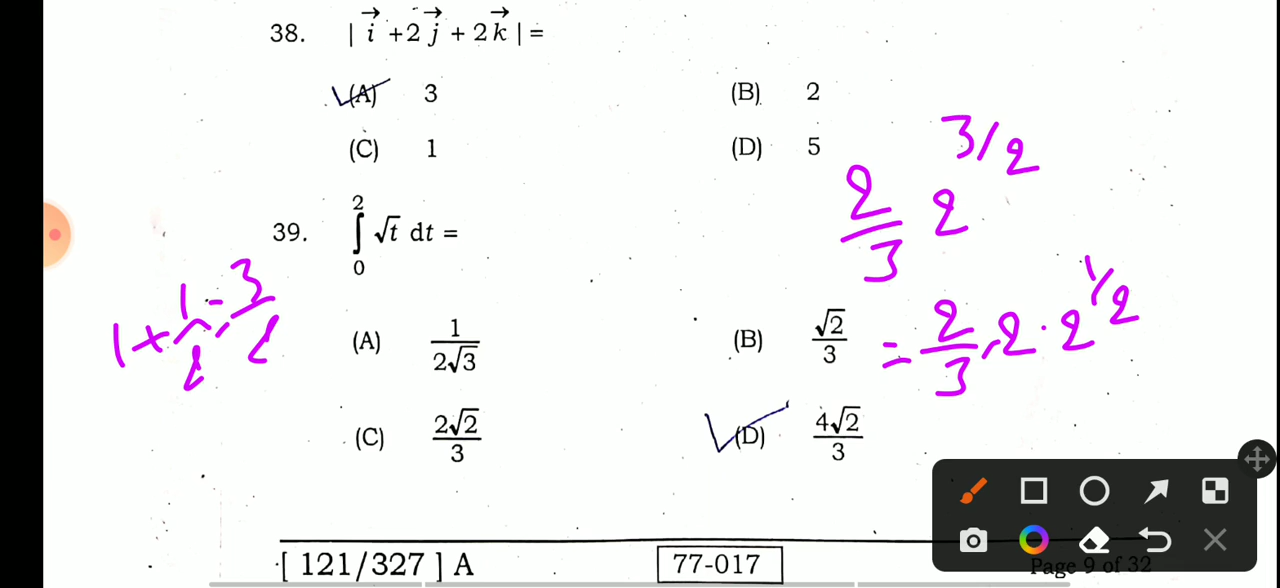 38. | i⃗ + 2 j⃗ + 2 k⃗ | =
(A) 3
(B) 2
(C) 1
(D) 5
3/2
2/3 2
39. ∫₀² √t dt =
1 + 1/2 = 3/2
= 2/3 . 2 . 2^1/2
(A) 1/2√3
(B) √2/3
(C) 2√2/3
(D) 4√2/3
[ 121/327 ] A
77-017
Page 9 of 32